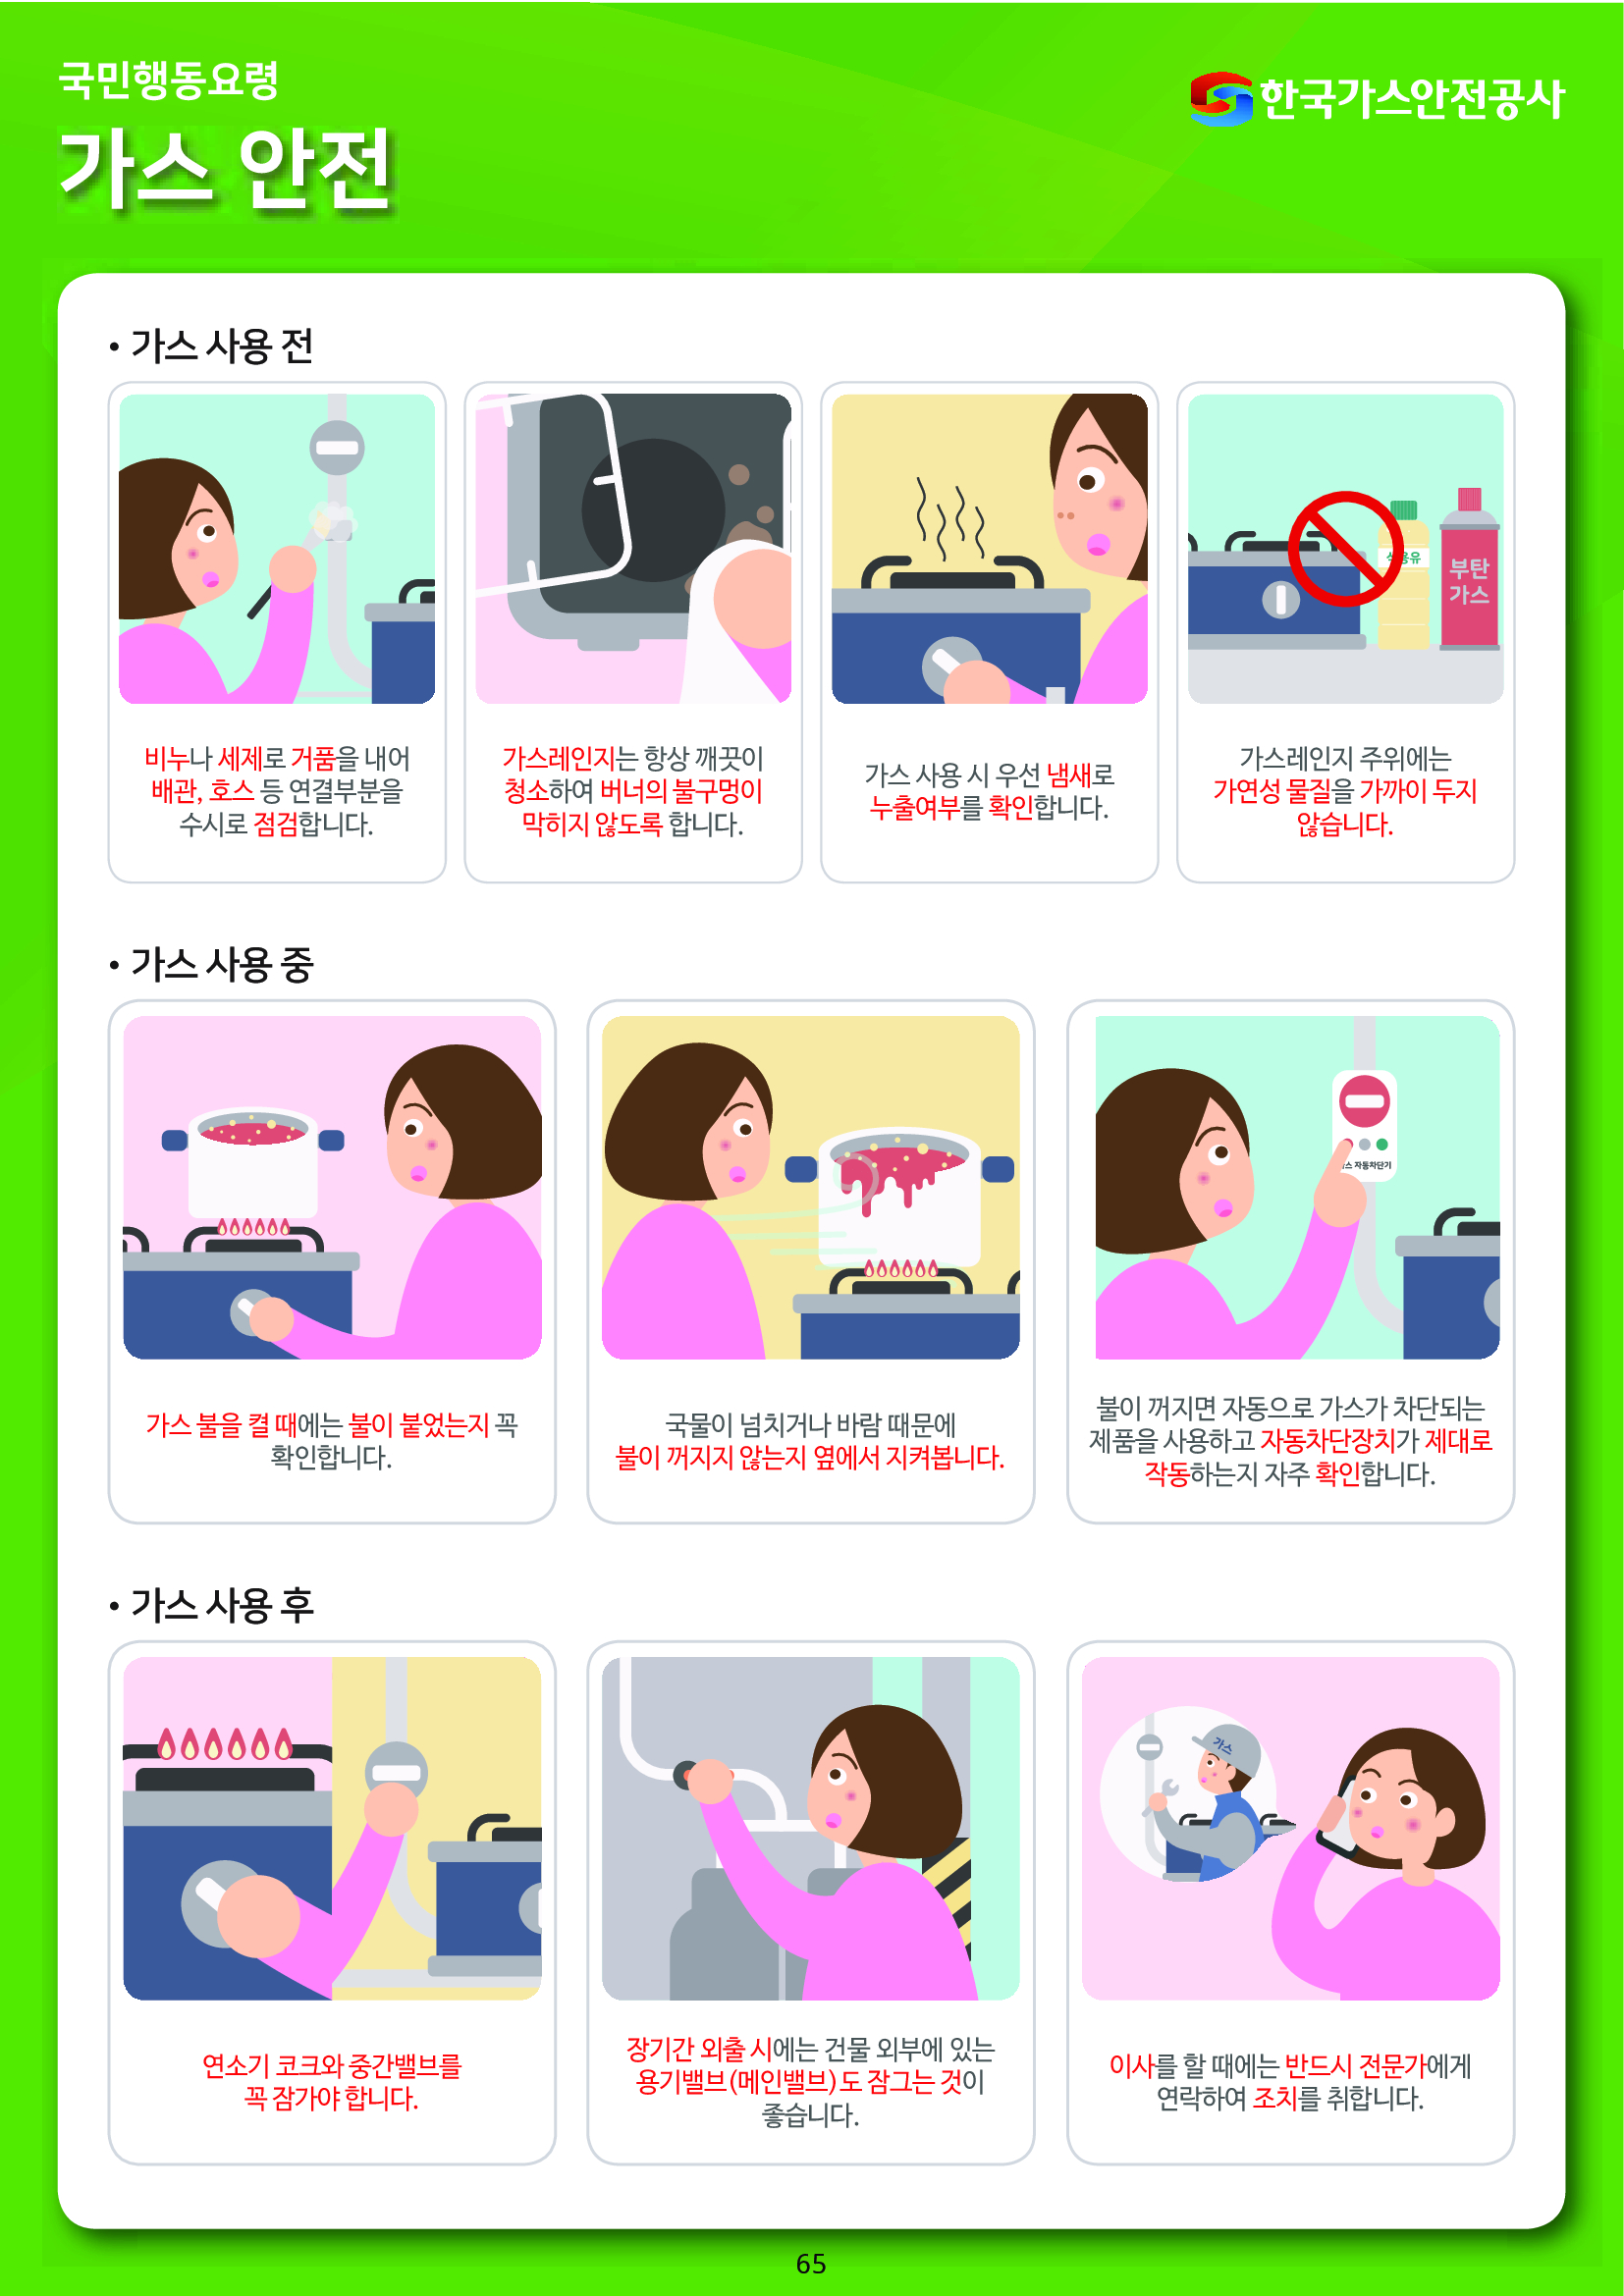 국민행동요령
가스 안전
한국가스안전공사
• 가스 사용 전
부탄
가스
비누나 세제로 거품을 내어
배관, 호스 등 연결부분을
수시로 점검합니다.
가스레인지는 항상 깨끗이
청소하여 버너의 불구멍이
막히지 않도록 합니다.
가스 사용 시 우선 냄새로
누출여부를 확인합니다.
가스레인지 주위에는
가연성 물질을 가까이 두지
않습니다.
• 가스 사용 중
자동차단기
가스 불을 켤 때에는 불이 붙었는지 꼭
확인합니다.
국물이 넘치거나 바람 때문에
불이 꺼지지 않는지 옆에서 지켜봅니다.
불이 꺼지면 자동으로 가스가 차단되는
제품을 사용하고 자동차단장치가 제대로
작동하는지 자주 확인합니다.
• 가스 사용 후
가스
연소기 코크와 중간밸브를
꼭 잠가야 합니다.
장기간 외출 시에는 건물 외부에 있는
용기밸브(메인밸브)도 잠그는 것이
좋습니다.
이사를 할 때에는 반드시 전문가에게
연락하여 조치를 취합니다.
65